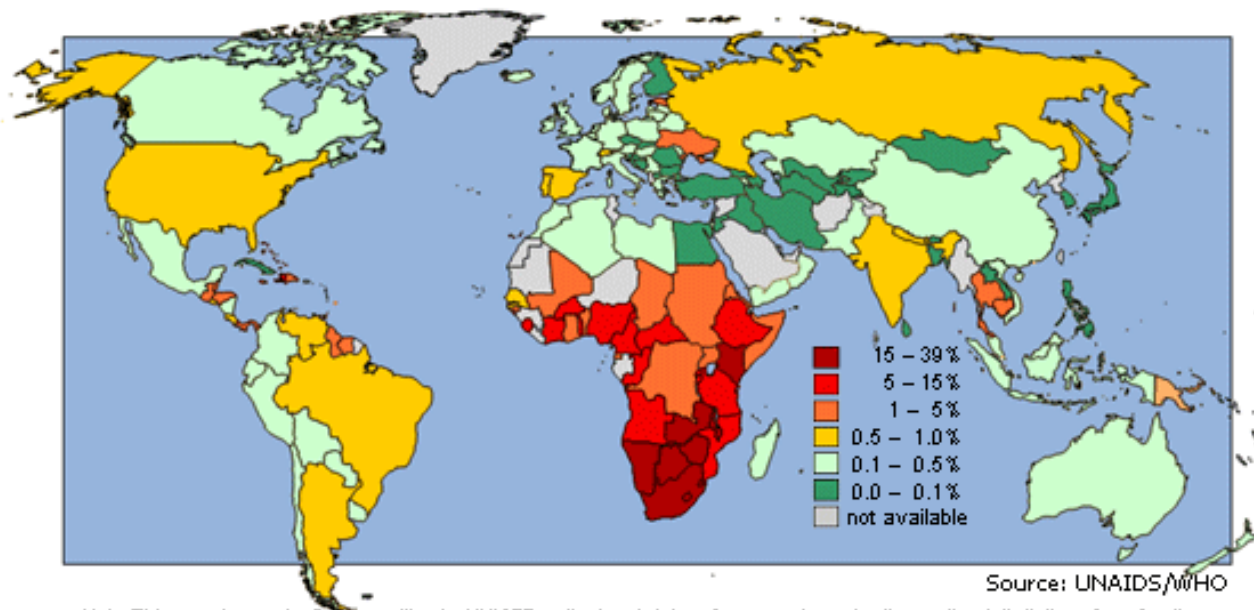 15 – 39%
5 – 15%
1 – 5%
0.5 – 1.0%
0.1 – 0.5%
0.0 – 0.1%
not available
Source: UNAIDS/WHO